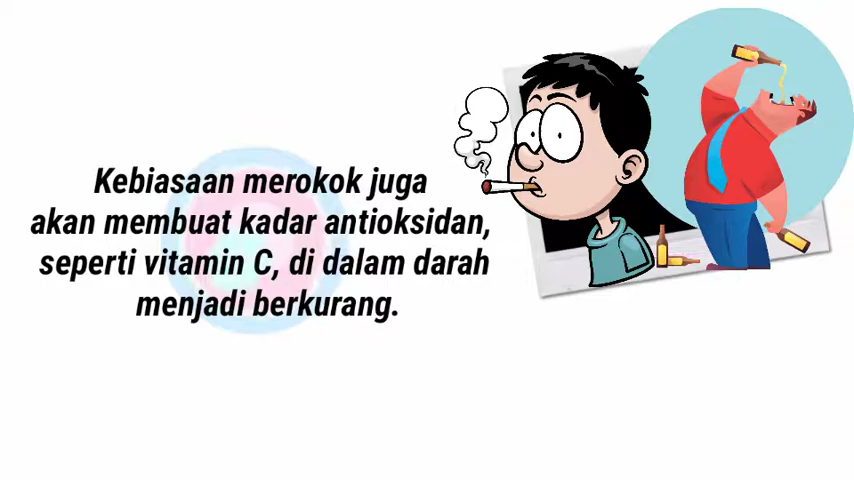 Kebiasaan merokok juga
akan membuat kadar antioksidan,
seperti vitamin C, di dalam darah
menjadi berkurang.